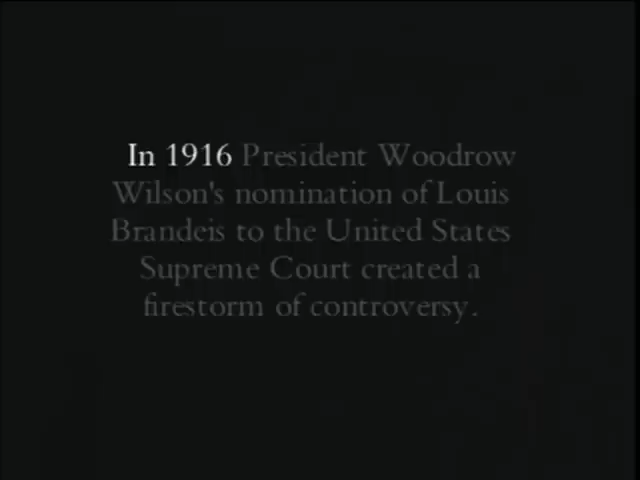 In 1916 President Woodrow
Wilson's nomination of Louis
Brandeis to the United States
Supreme Court created a
firestorm of controversy.